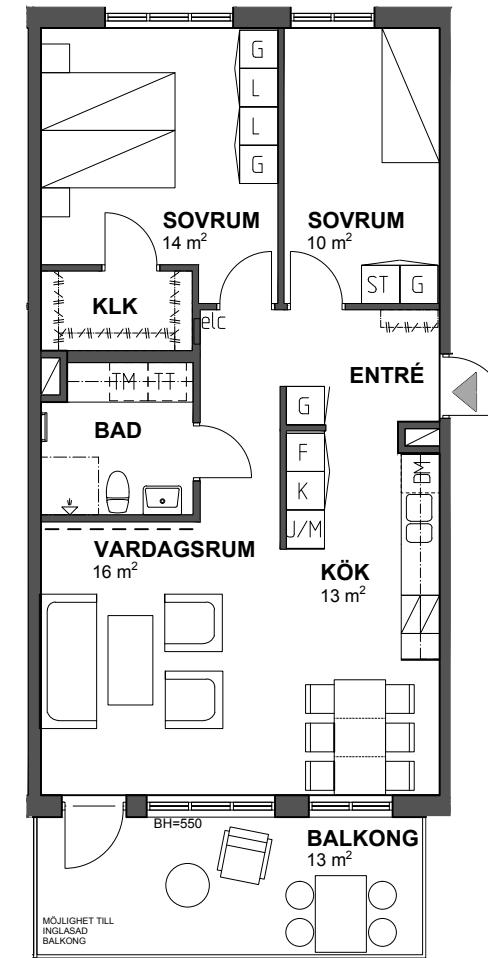 G
L
L
G
SOVRUM
14 m²
SOVRUM
10 m²
ST G
KLK
elc
ENTRÉ
TM TT
G
BAD
F
DM
K
J/M
VARDAGSRUM
16 m²
KÖK
13 m²
BH=550
BALKONG
13 m²
MÖJLIGHET TILL
INGLASAD
BALKONG